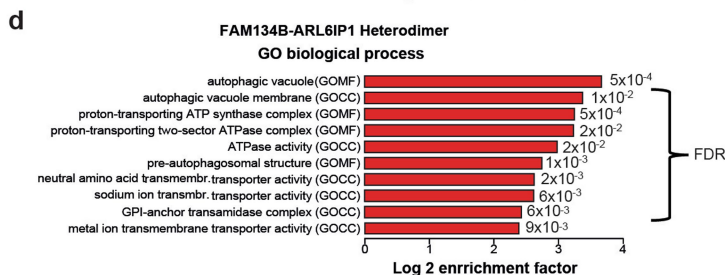 d
FAM134B-ARL6IP1 Heterodimer
GO biological process
autophagic vacuole(GOMF) 5x10-4
autophagic vacuole membrane (GOCC) 1x10-2
proton-transporting ATP synthase complex (GOMF) 5x10-4
proton-transporting two-sector ATPase complex (GOMF) 2x10-2
ATPase activity (GOCC) 2x10-2
pre-autophagosomal structure (GOMF) 1x10-3
neutral amino acid transmembr. transporter activity (GOCC) 2x10-3
sodium ion transmbr. transporter activity (GOCC) 6x10-3
GPI-anchor transamidase complex (GOCC) 6x10-3
metal ion transmembrane transporter activity (GOCC) 9x10-3
FDR
0 1 2 3 4
Log 2 enrrichment factor